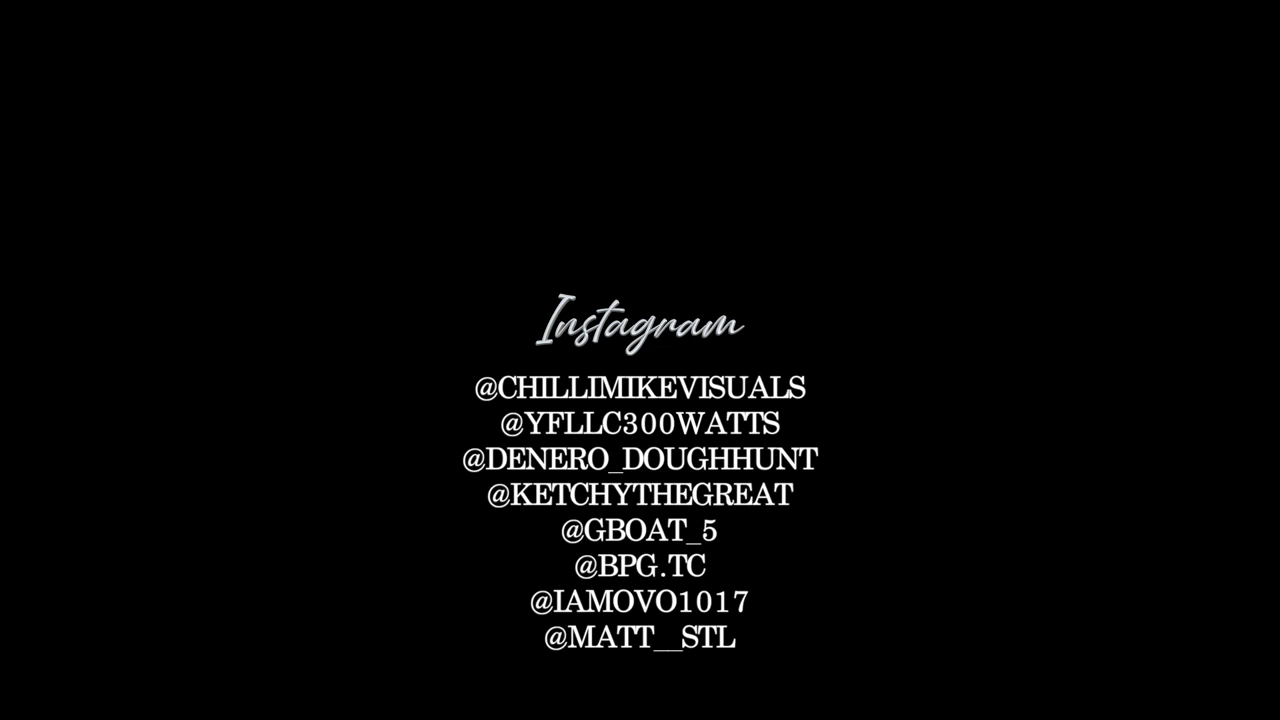 Instagram
@CHILLIMIKEVISUALS
@YFLLC300WATTS
@DENERO_DOUGHHUNT
@KETCHYTHEGREAT
@GBOAT_5
@BPG.TC
@IAMOVO1017
@MATT__STL